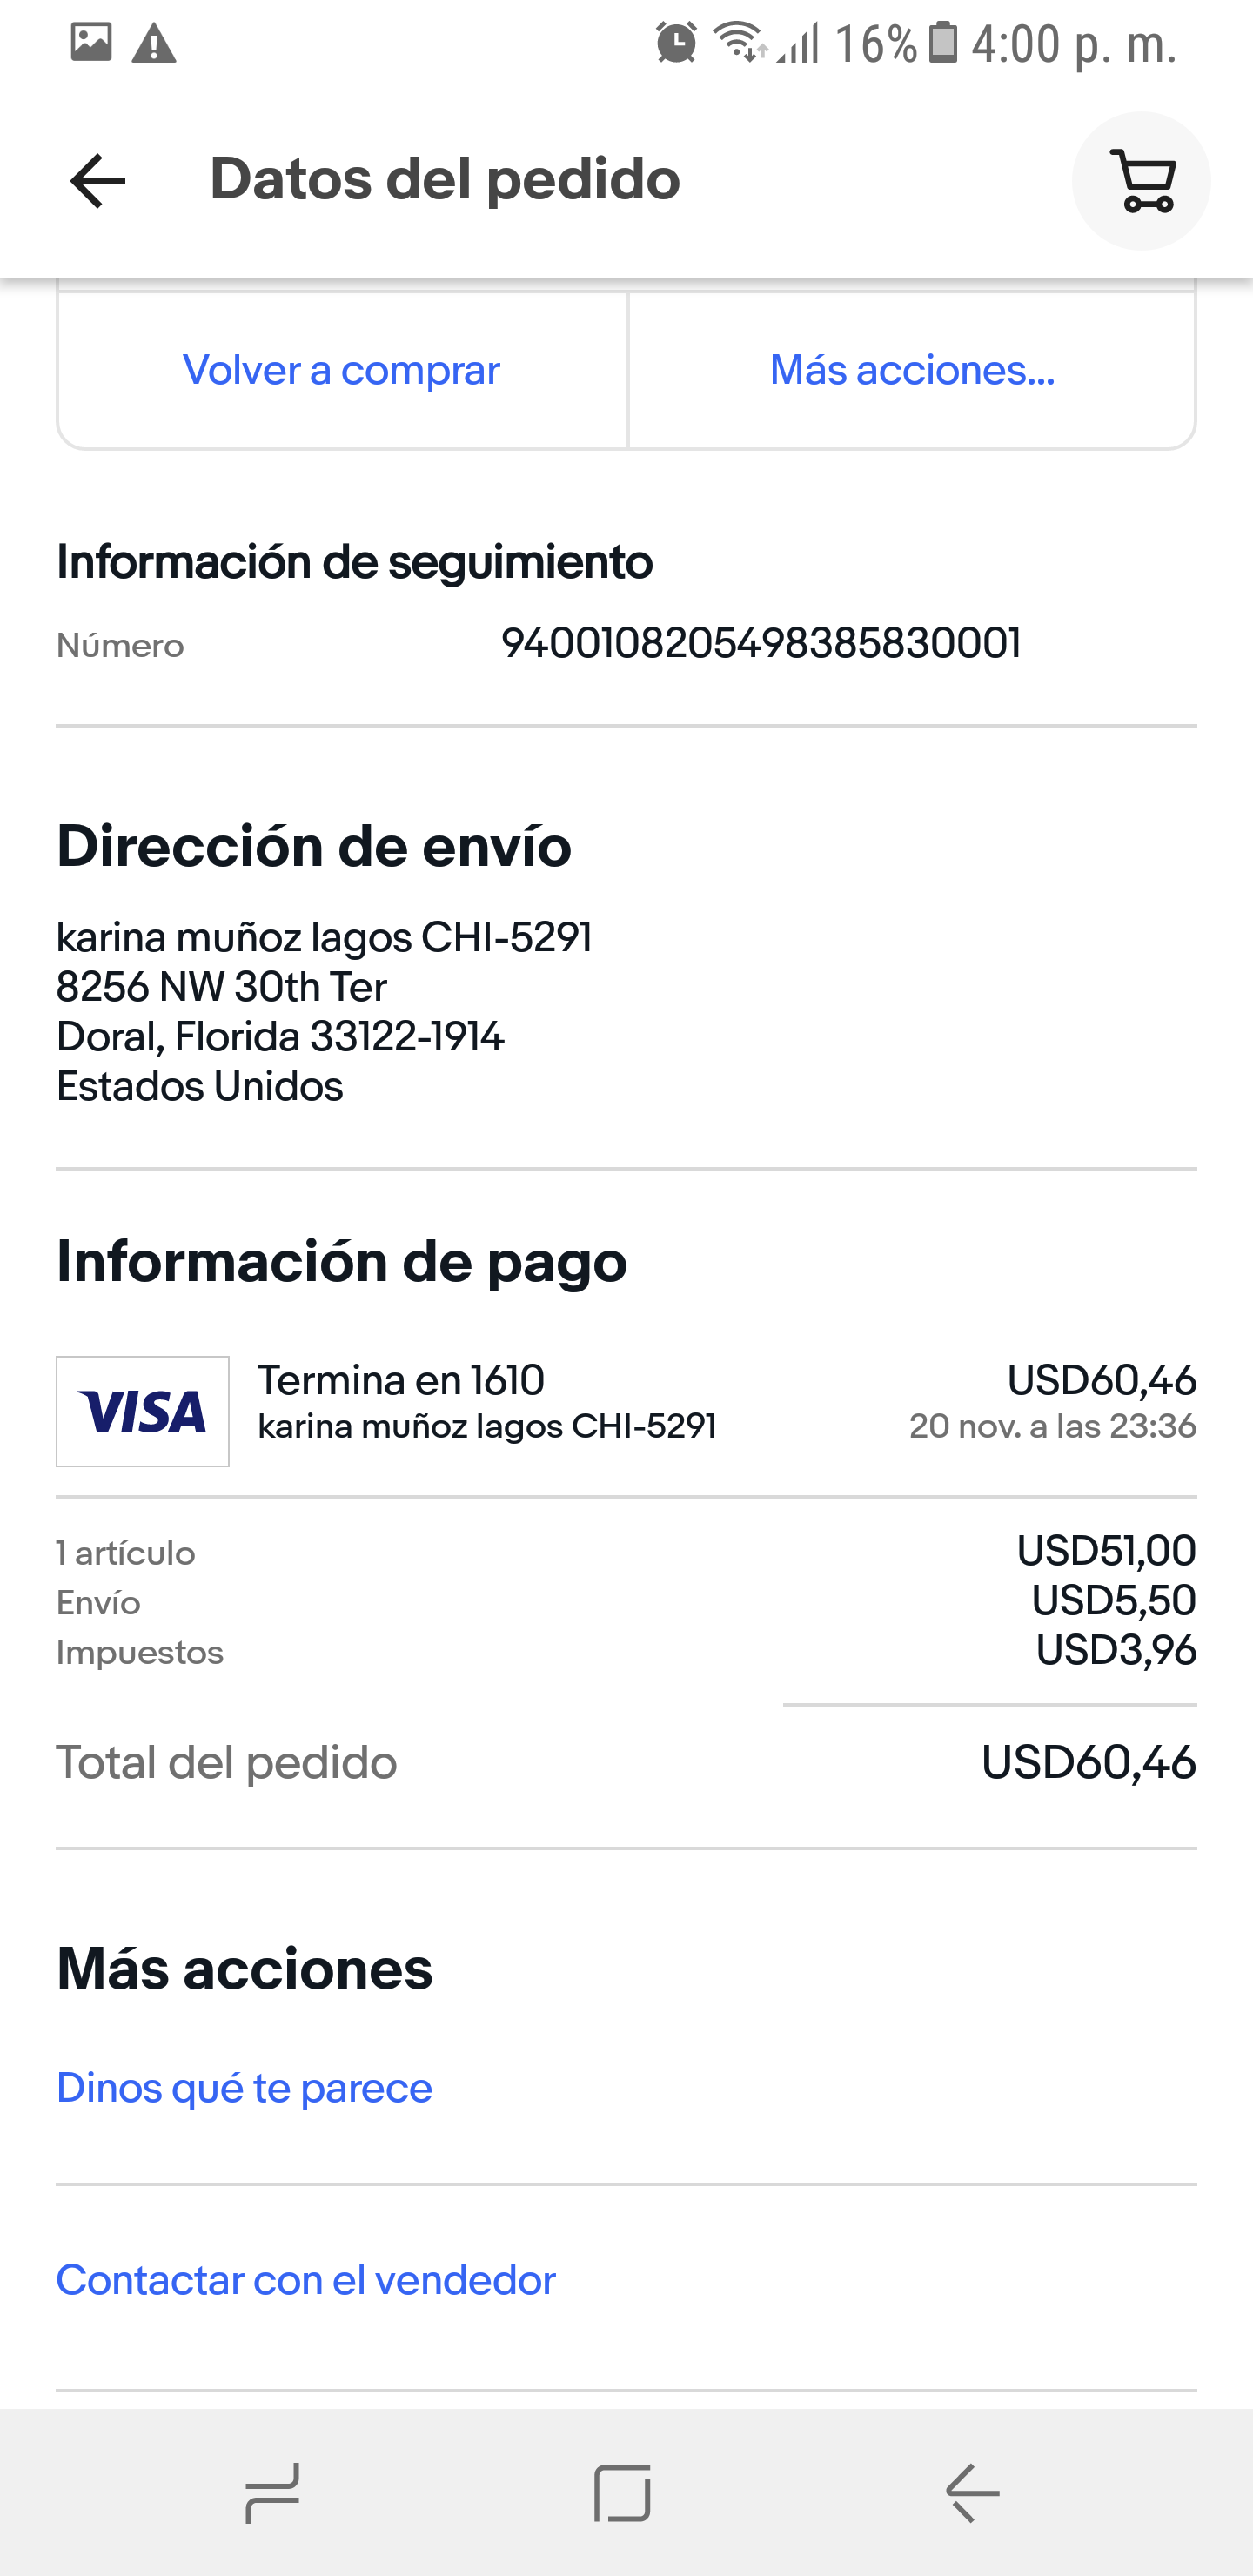 16% 4:00 p. m.
Datos del pedido
Volver a comprar
Más acciones...
Información de seguimiento
Número 9400108205498385830001
Dirección de envío
karina muñoz lagos CHI-5291
8256 NW 30th Ter
Doral, Florida 33122-1914
Estados Unidos
Información de pago
VISA
Termina en 1610 USD60,46
karina muñoz lagos CHI-5291 20 nov. a las 23:36
1 artículo USD51,00
Envío USD5,50
Impuestos USD3,96
Total del pedido USD60,46
Más acciones
Dinos qué te parece
Contactar con el vendedor